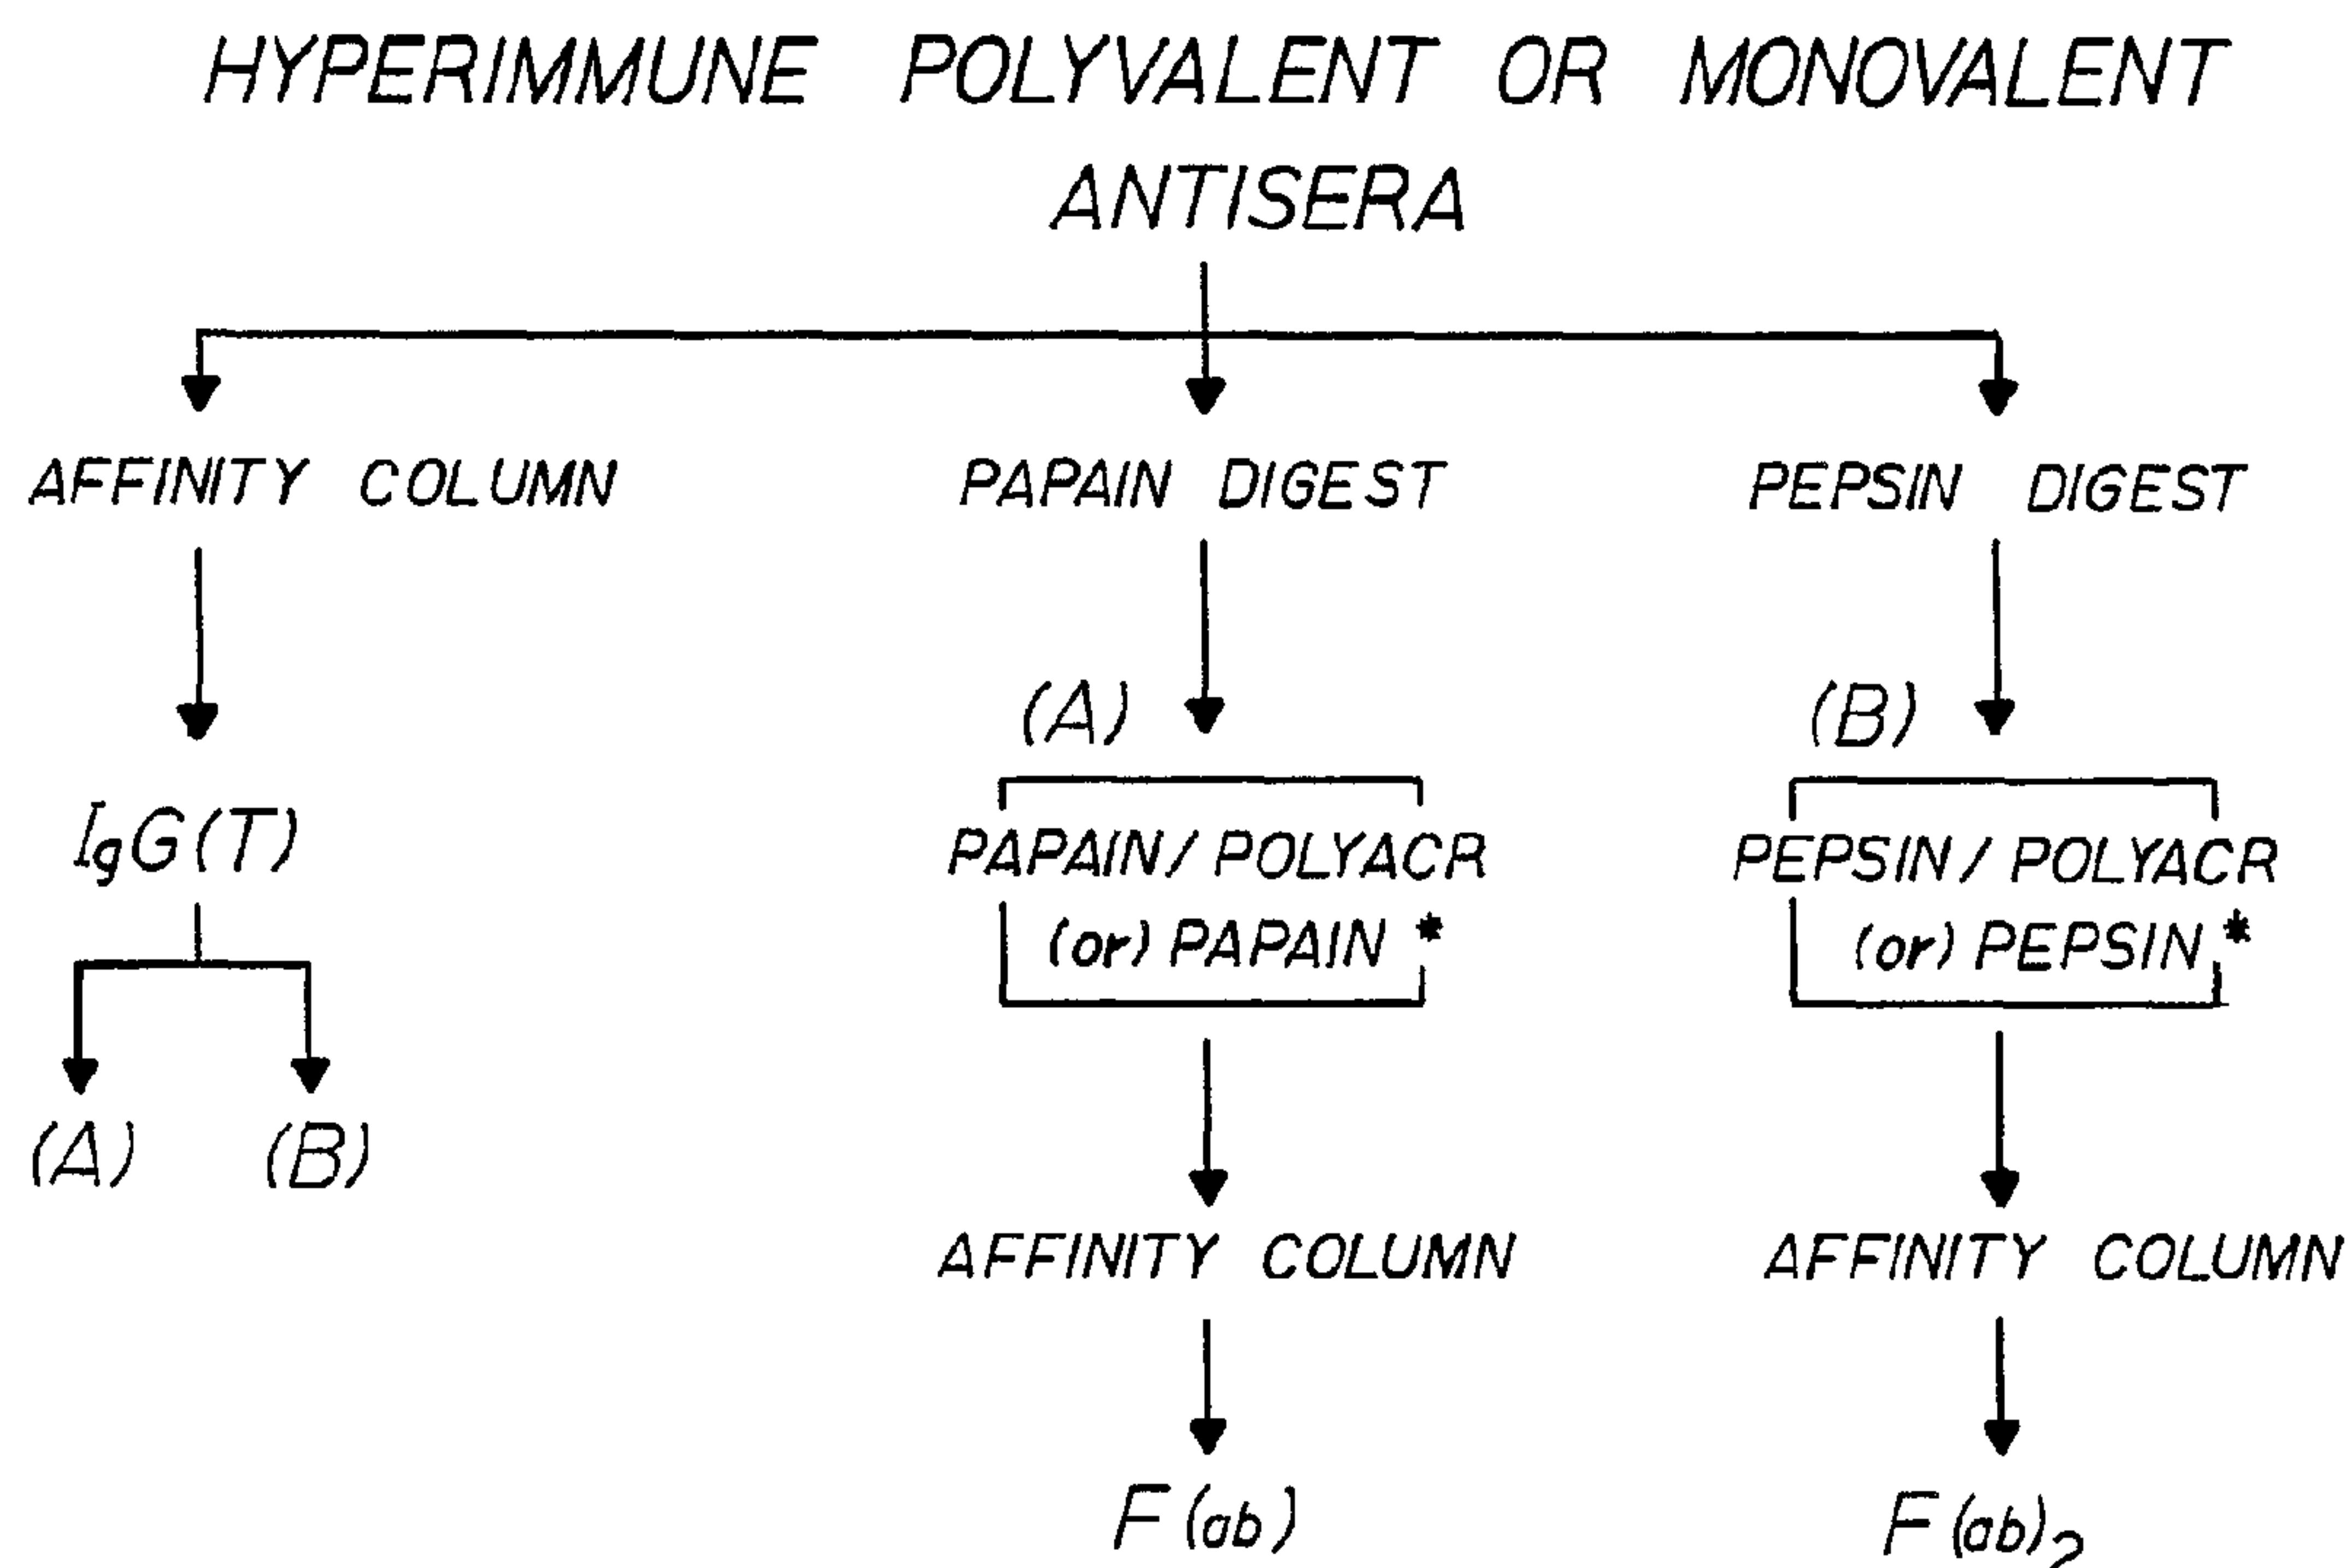 HYPERIMMUNE POLYVALENT OR MONOVALENT
ANTISERA
AFFINITY COLUMN
PAPAIN DIGEST
PEPSIN DIGEST
(A)
(B)
IgG(T)
PAPAIN/POLYACR
(or) PAPAIN *
PEPSIN/POLYACR
(or) PEPSIN *
(A)
(B)
AFFINITY COLUMN
AFFINITY COLUMN
F(ab)
F(ab)2